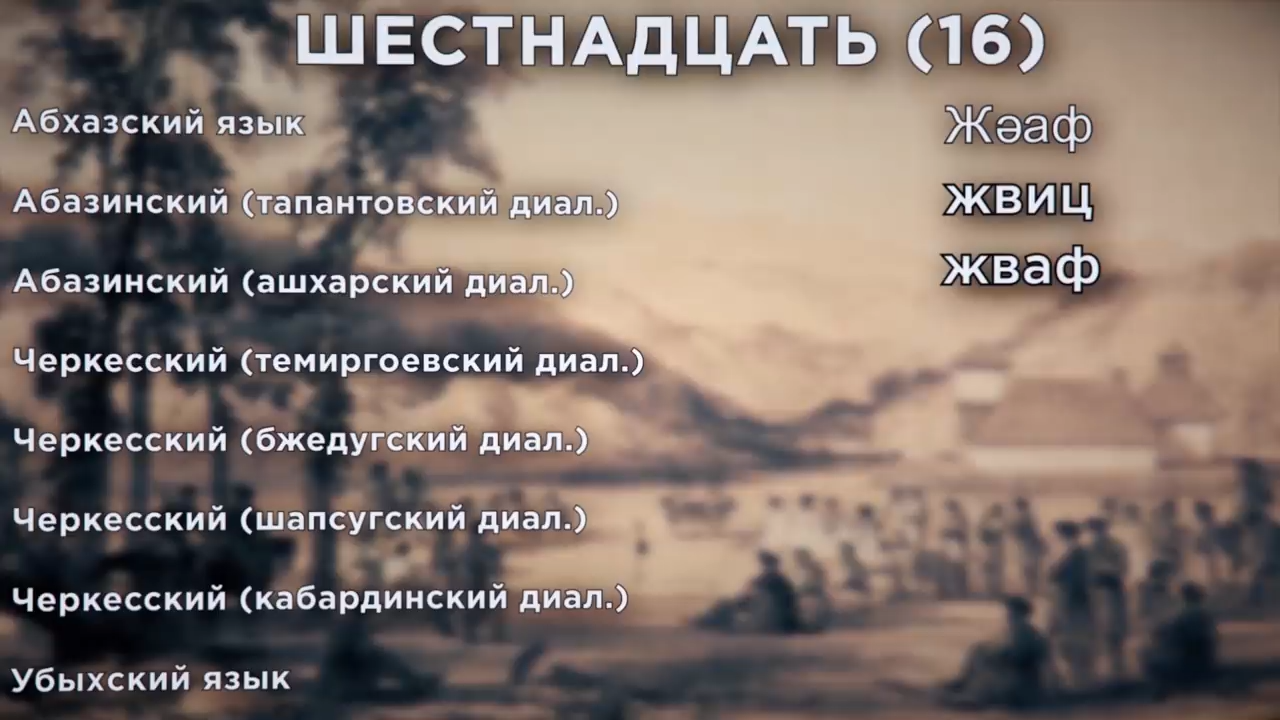 ШЕСТНАДЦАТЬ (16)
Абхазский язык Жәаф
Абазинский (тапантовский диал.) жвиц
Абазинский (ашхарский диал.) жваф
Черкесский (темиргоевский диал.)
Черкесский (бжедугский диал.)
Черкесский (шапсугский диал.)
Черкесский (кабардинский диал.)
Убыхский язык